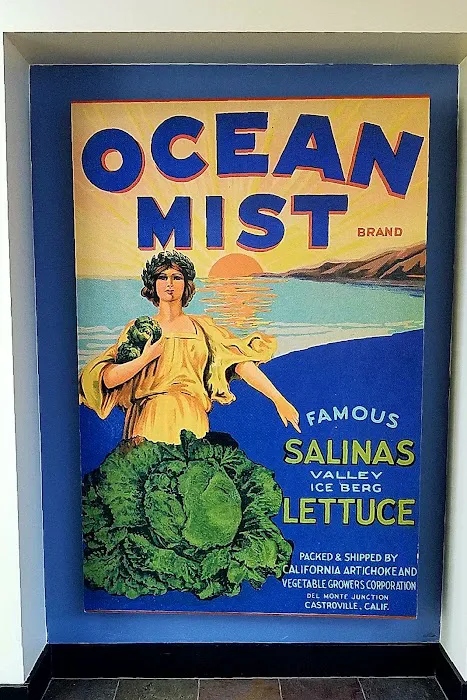 OCEAN
MIST
BRAND
FAMOUS
SALINAS
VALLEY
ICE BERG
LETTUCE
PACKED & SHIPPED BY
CALIFORNIA ARTICHOKE AND
VEGETABLE GROWERS CORPORATION
DEL MONTE JUNCTION
CASTROVILLE, CALIF.